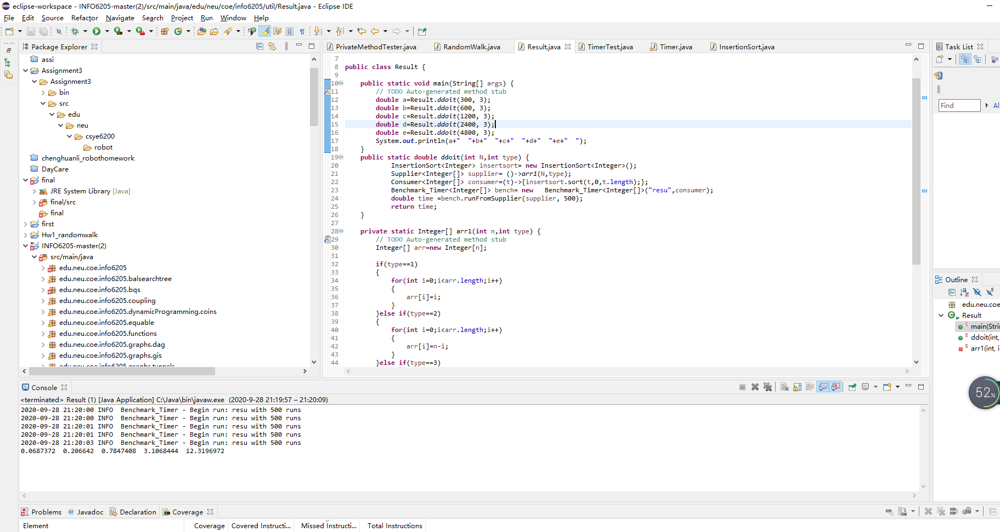 eclipse-workspace - INFO6205-master(2)/src/main/java/edu/neu/coe/info6205/util/Result.java - Eclipse IDE
File Edit Source Refactor Navigate Search Project Run Window Help
Package Explorer
assi
Assignment3
Assignment3
bin
src
edu
neu
csye6200
robot
chenghuanli_robothomework
DayCare
final
JRE System Library [Java]
final/src
final
first
Hw1_randomwalk
INFO6205-master(2)
src/main/java
edu.neu.coe.info6205
edu.neu.coe.info6205.balsearchtree
edu.neu.coe.info6205.bqs
edu.neu.coe.info6205.coupling
edu.neu.coe.info6205.dynamicProgramming.coins
edu.neu.coe.info6205.equable
edu.neu.coe.info6205.functions
edu.neu.coe.info6205.graphs.dag
edu.neu.coe.info6205.graphs.gis
edu.neu.coe.info6205.graphs.tunnels
PrivateMethodTester.java RandomWalk.java Result.java TimerTest.java Timer.java InsertionSort.java
7
8 public class Result {
9
10 public static void main(String[] args) {
11 // TODO Auto-generated method stub
12 double a=Result.ddoit(300, 3);
13 double b=Result.ddoit(600, 3);
14 double c=Result.ddoit(1200, 3);
15 double d=Result.ddoit(2400, 3);
16 double e=Result.ddoit(4800, 3);
17 System.out.println(a+"  "+b+"  "+c+"  "+d+"  "+e+"  ");
18 }
19 public static double ddoit(int N,int type) {
20 InsertionSort<Integer> insertsort= new InsertionSort<Integer>();
21 Supplier<Integer[]> supplier= ()->arr1(N,type);
22 Consumer<Integer[]> consumer=(t)->{insertsort.sort(t,0,t.length);};
23 Benchmark_Timer<Integer[]> bench= new   Benchmark_Timer<Integer[]>("resu",consumer);
24 double time =bench.runFromSupplier(supplier, 500);
25 return time;
26 }
27
28 private static Integer[] arr1(int n,int type) {
29 // TODO Auto-generated method stub
30 Integer[] arr=new Integer[n];
31
32 if(type==1)
33 {
34 for(int i=0;i<arr.length;i++)
35 {
36 arr[i]=i;
37 }
38 }else if(type==2)
39 {
40 for(int i=0;i<arr.length;i++)
41 {
42 arr[i]=n-i;
43 }
44 }else if(type==3)
Task List
Find Al
Outline
edu.neu.coe
Result
main(Stri
ddoit(int,
arr1(int, i
52%
Console
<terminated> Result (1) [Java Application] C:\Java\bin\javaw.exe (2020-9-28 21:19:57 – 21:20:09)
2020-09-28 21:20:00 INFO  Benchmark_Timer - Begin run: resu with 500 runs
2020-09-28 21:20:00 INFO  Benchmark_Timer - Begin run: resu with 500 runs
2020-09-28 21:20:01 INFO  Benchmark_Timer - Begin run: resu with 500 runs
2020-09-28 21:20:01 INFO  Benchmark_Timer - Begin run: resu with 500 runs
2020-09-28 21:20:03 INFO  Benchmark_Timer - Begin run: resu with 500 runs
0.0687372  0.206642  0.7847408  3.1068444  12.3196972
Problems Javadoc Declaration Coverage
Element Coverage Covered Instructi... Missed Instructi... Total Instructions